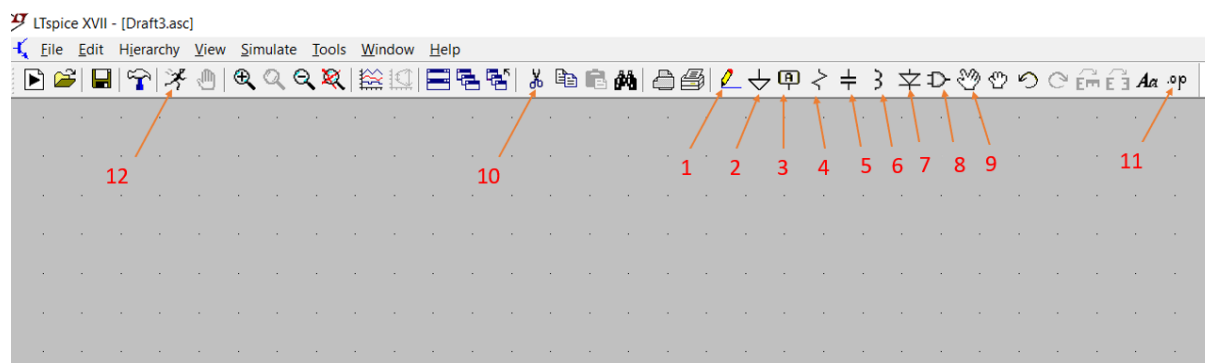 LTspice XVII - [Draft3.asc]
File Edit Hierarchy View Simulate Tools Window Help
A Aa .op
12 10 1 2 3 4 5 6 7 8 9 11